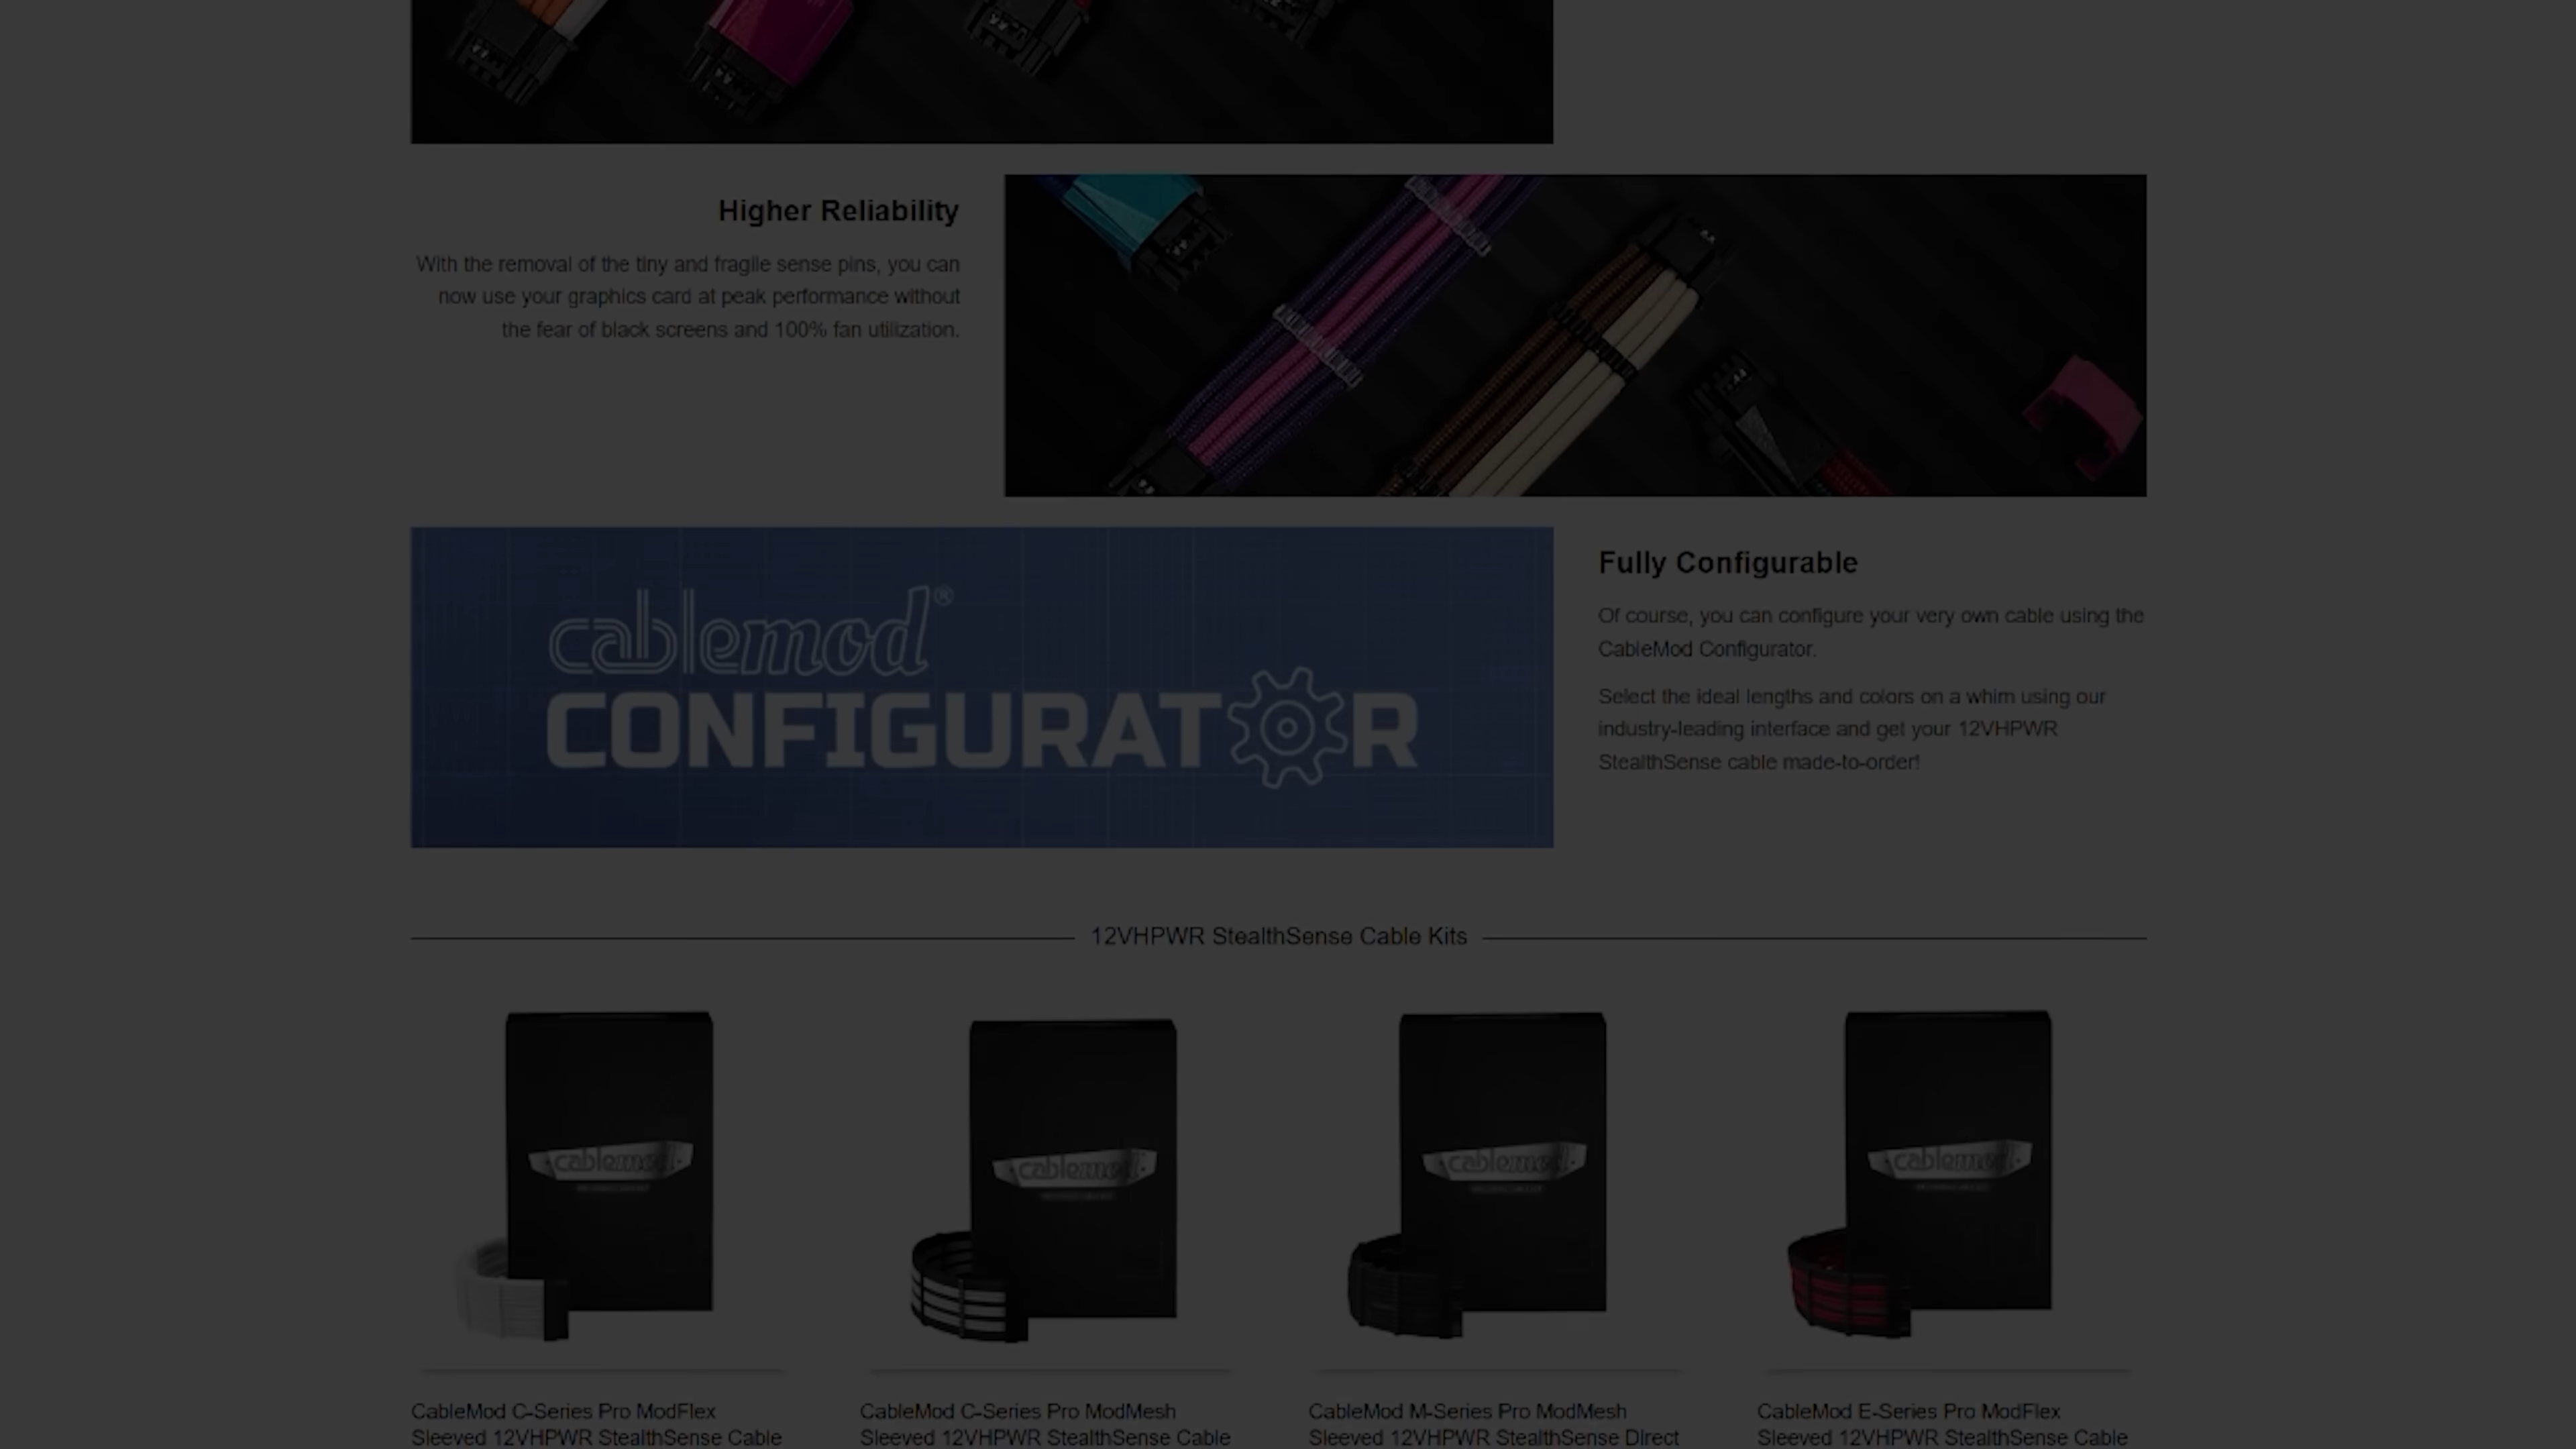 Higher Reliability
With the removal of the tiny and fragile sense pins, you can
now use your graphics card at peak performance without
the fear of black screens and 100% fan utilization.
cablemod®
CONFIGURATOR
Fully Configurable
Of course, you can configure your very own cable using the
CableMod Configurator.
Select the ideal lengths and colors on a whim using our
industry-leading interface and get your 12VHPWR
StealthSense cable made-to-order!
12VHPWR StealthSense Cable Kits
cablemod
cablemod
cablemod
cablemod
CableMod C-Series Pro ModFlex
Sleeved 12VHPWR StealthSense Cable
CableMod C-Series Pro ModMesh
Sleeved 12VHPWR StealthSense Cable
CableMod M-Series Pro ModMesh
Sleeved 12VHPWR StealthSense Direct
CableMod E-Series Pro ModFlex
Sleeved 12VHPWR StealthSense Cable